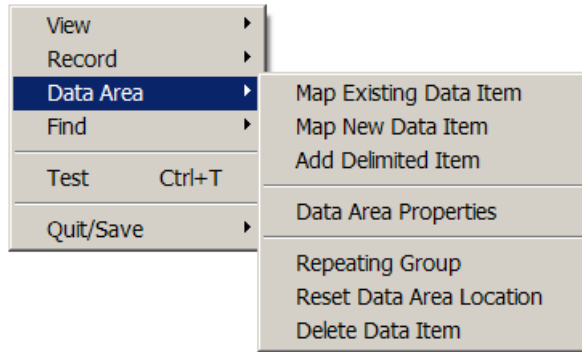 View
Record
Data Area
Find
Test Ctrl+T
Quit/Save
Map Existing Data Item
Map New Data Item
Add Delimited Item
Data Area Properties
Repeating Group
Reset Data Area Location
Delete Data Item